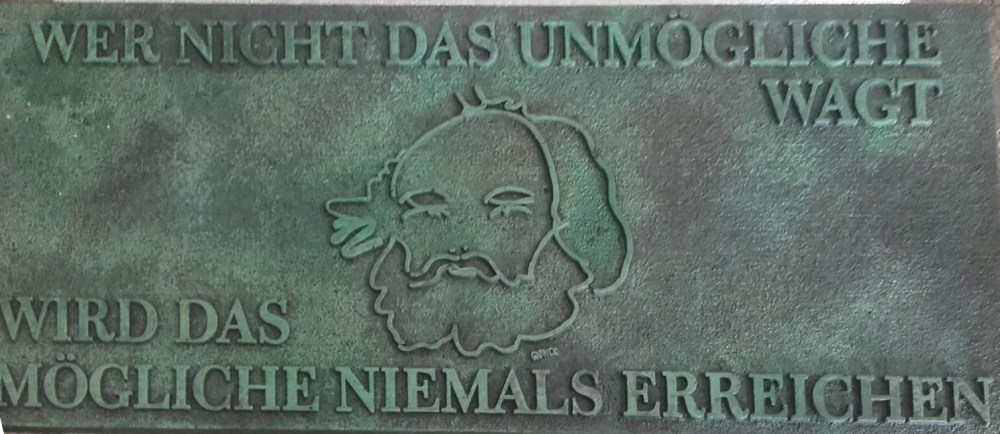 WER NICHT DAS UNMÖGLICHE
WAGT
WIRD DAS
MÖGLICHE NIEMALS ERREICHEN